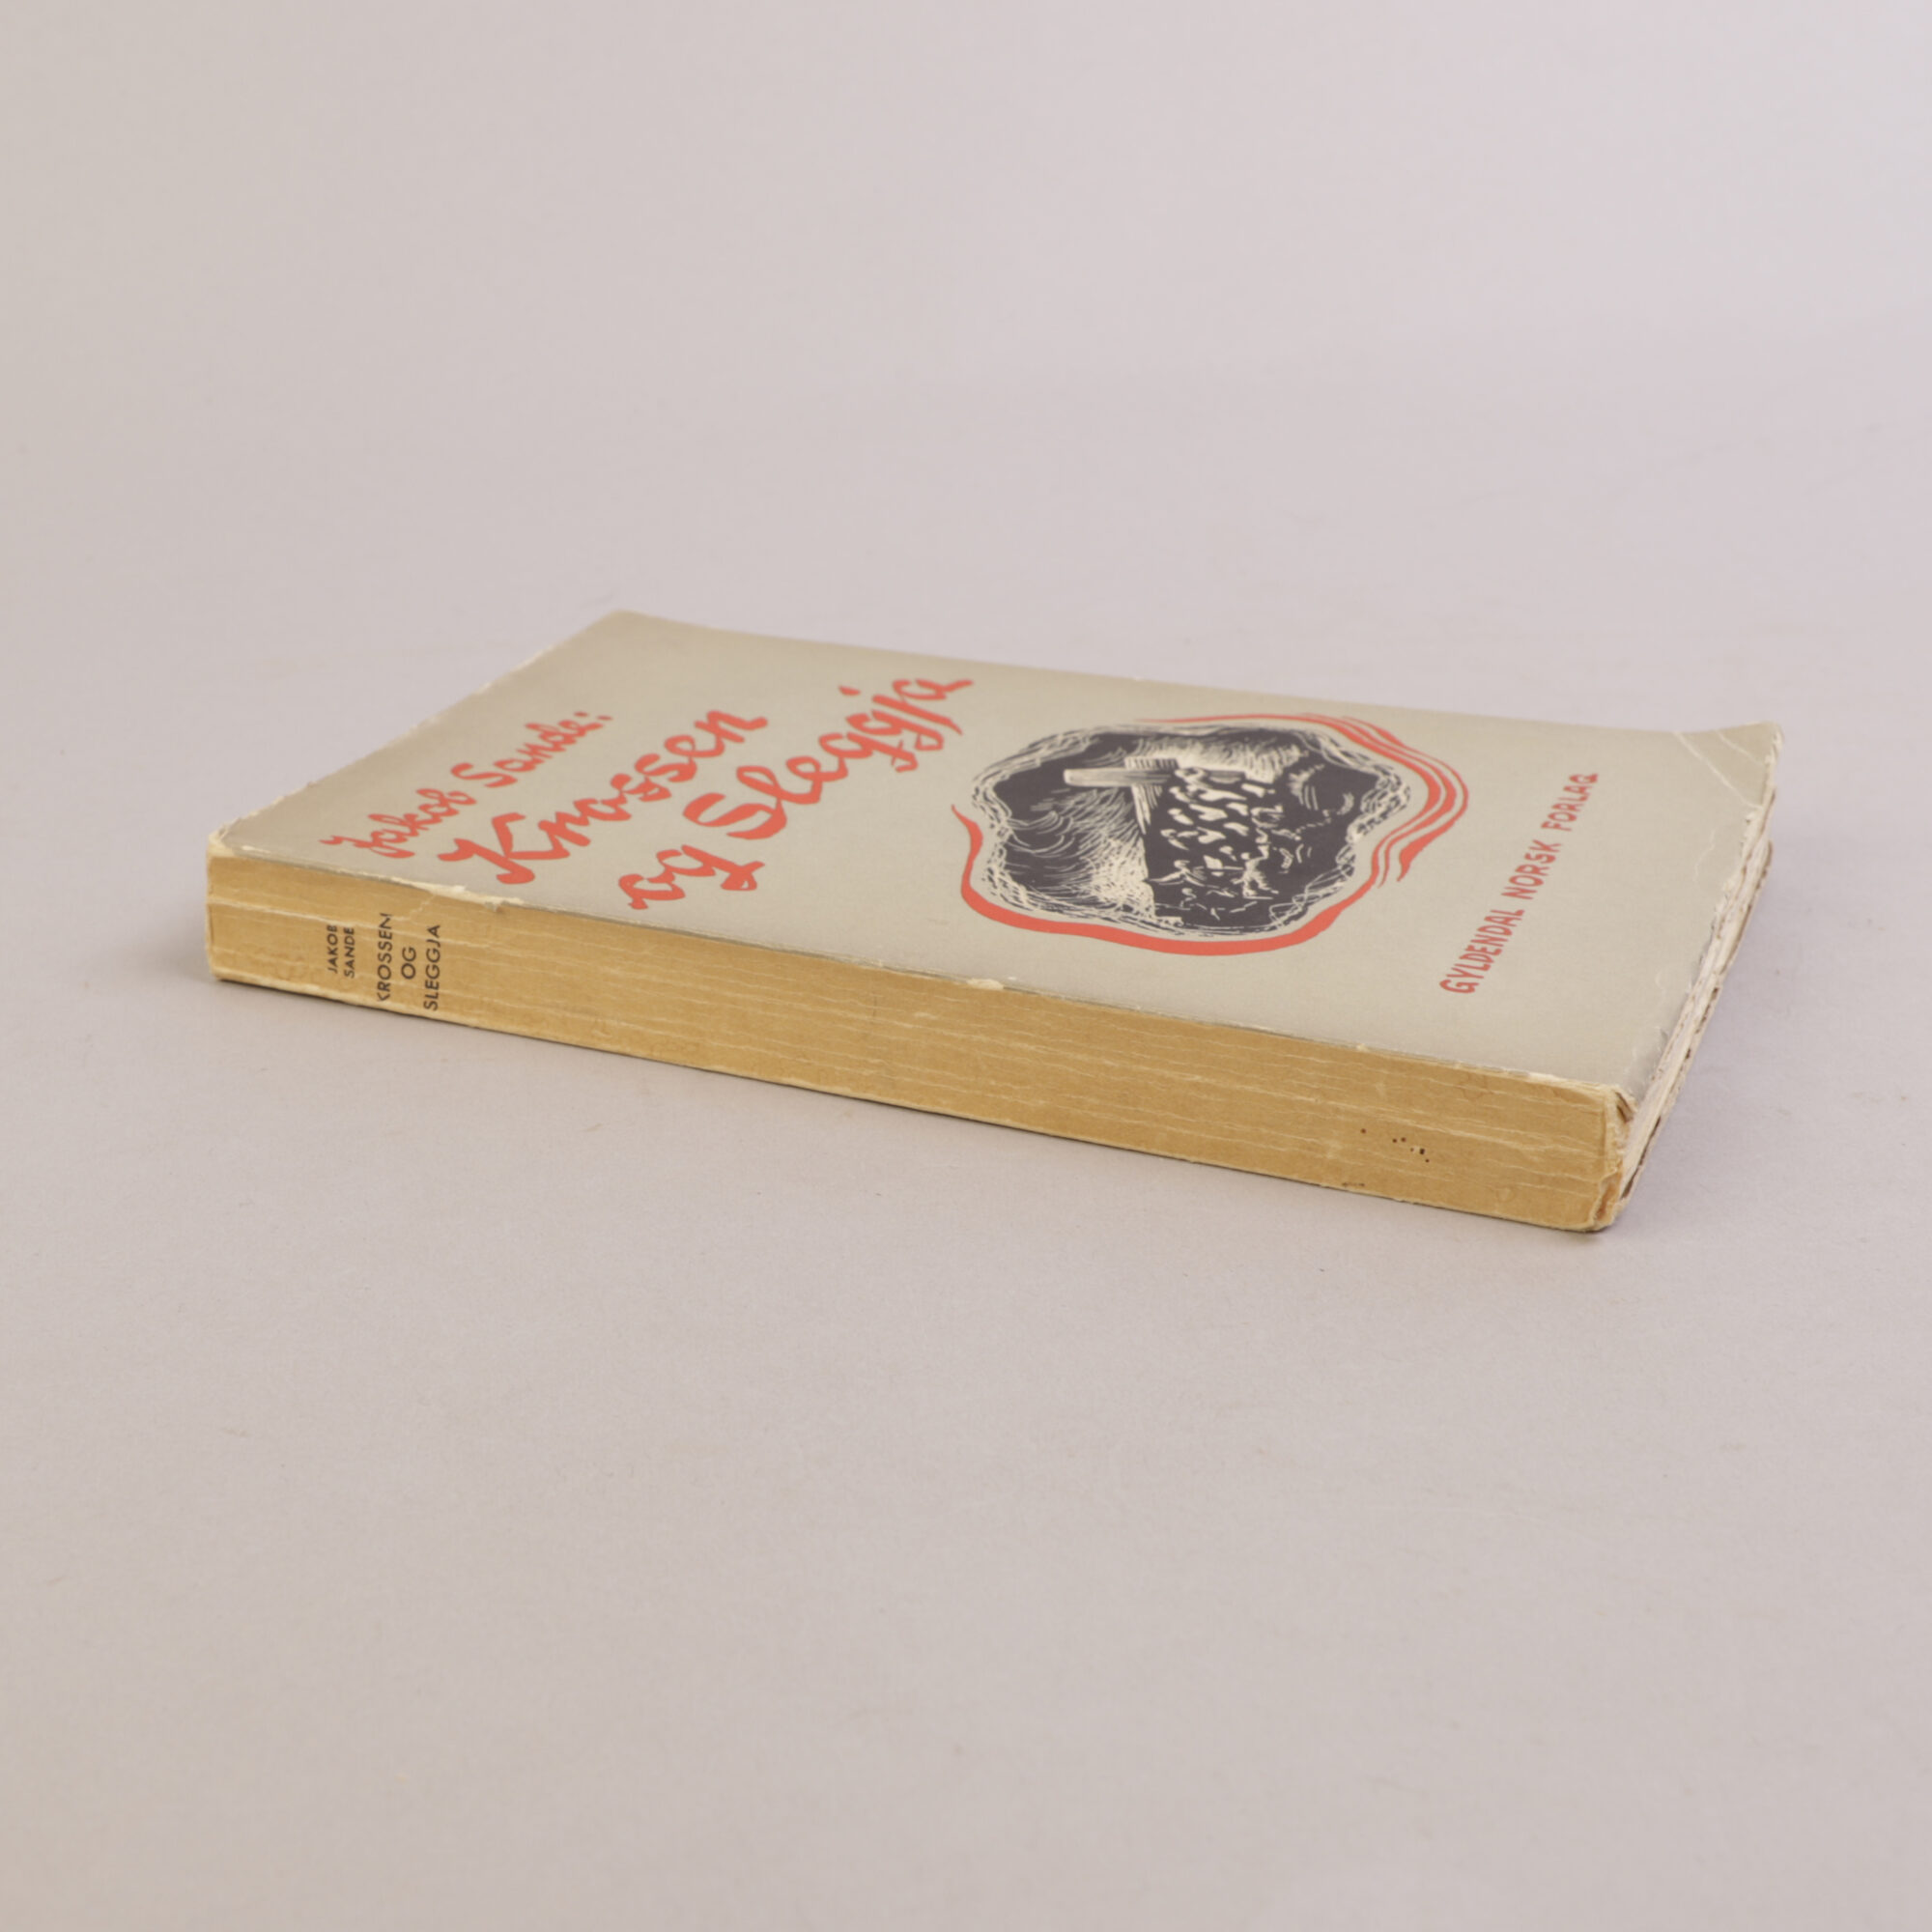 Jakob Sande:
Krossen
og Sleggja
GYLDENDAL NORSK FORLAG
JAKOB
SANDE
KROSSEN
OG
SLEGGJA